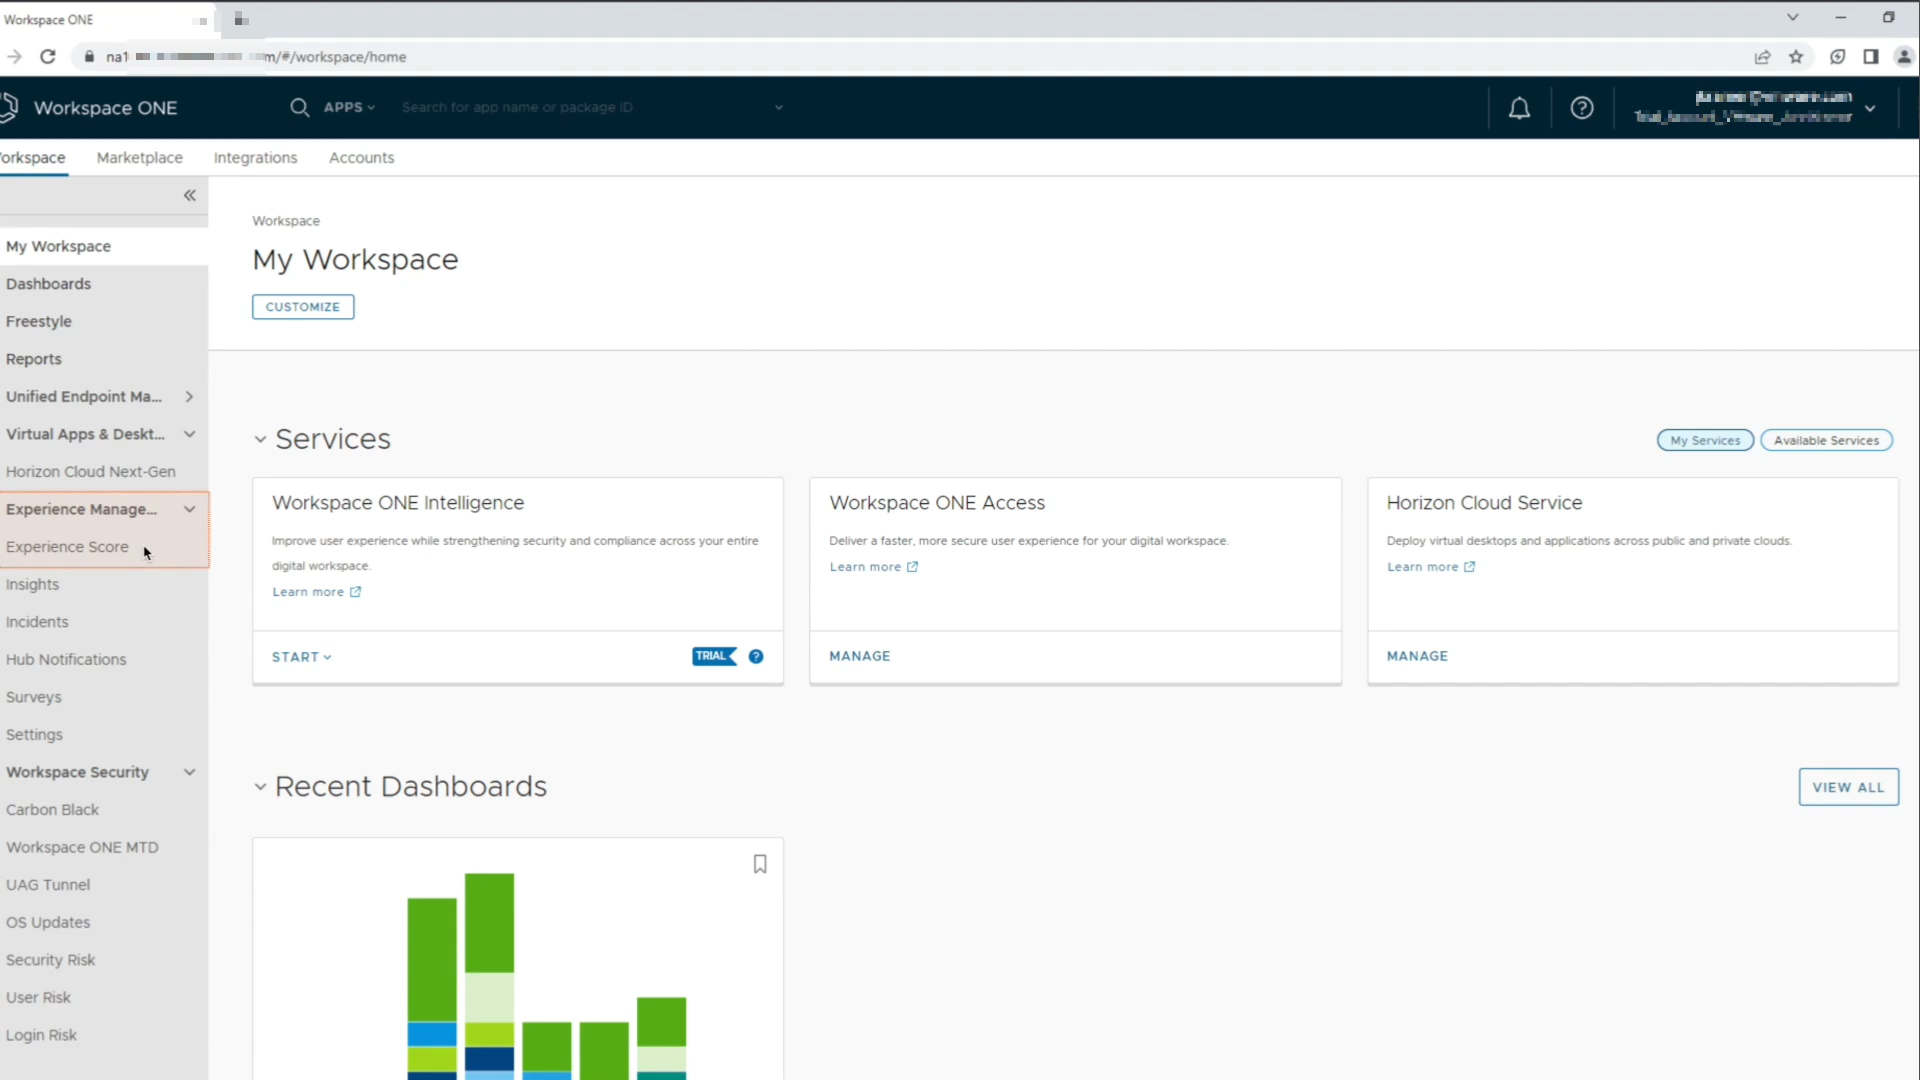 Workspace ONE
/#/workspace/home
Workspace ONE
APPS
Search for app name or package ID
orkspace
Marketplace
Integrations
Accounts
My Workspace
Dashboards
Freestyle
Reports
Unified Endpoint Ma...
Virtual Apps & Deskt...
Horizon Cloud Next-Gen
Experience Manage...
Experience Score
Insights
Incidents
Hub Notifications
Surveys
Settings
Workspace Security
Carbon Black
Workspace ONE MTD
UAG Tunnel
OS Updates
Security Risk
User Risk
Login Risk
Workspace
My Workspace
CUSTOMIZE
Services
My Services
Available Services
Workspace ONE Intelligence
Improve user experience while strengthening security and compliance across your entire
digital workspace.
Learn more
START
TRIAL
?
Workspace ONE Access
Deliver a faster, more secure user experience for your digital workspace.
Learn more
MANAGE
Horizon Cloud Service
Deploy virtual desktops and applications across public and private clouds.
Learn more
MANAGE
Recent Dashboards
VIEW ALL